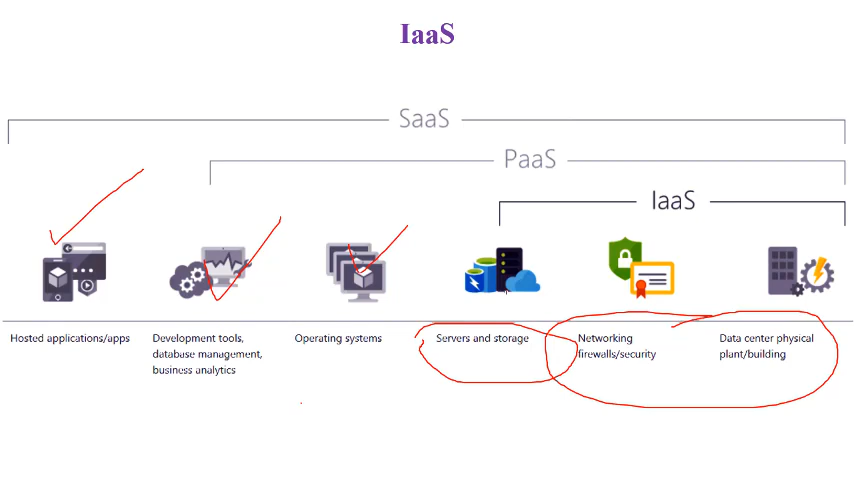 IaaS
SaaS
PaaS
IaaS
Hosted applications/apps
Development tools,
database management,
business analytics
Operating systems
Servers and storage
Networking
firewalls/security
Data center physical
plant/building